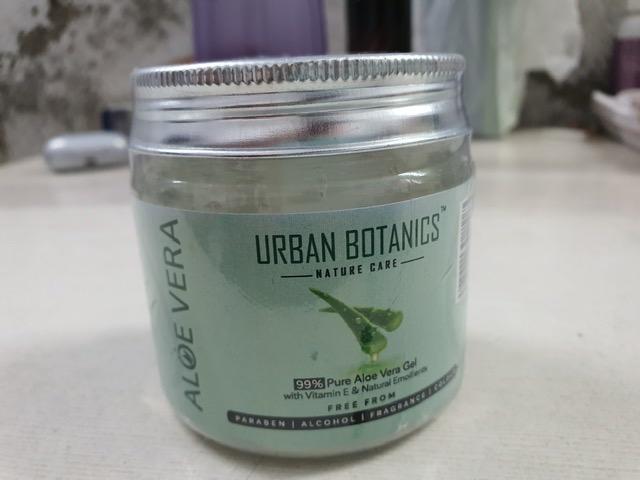 ALOE VERA
URBAN BOTANICS™
NATURE CARE
99% Pure Aloe Vera Gel
with Vitamin E & Natural Emollients
FREE FROM
PARABEN | ALCOHOL | FRAGRANCE |